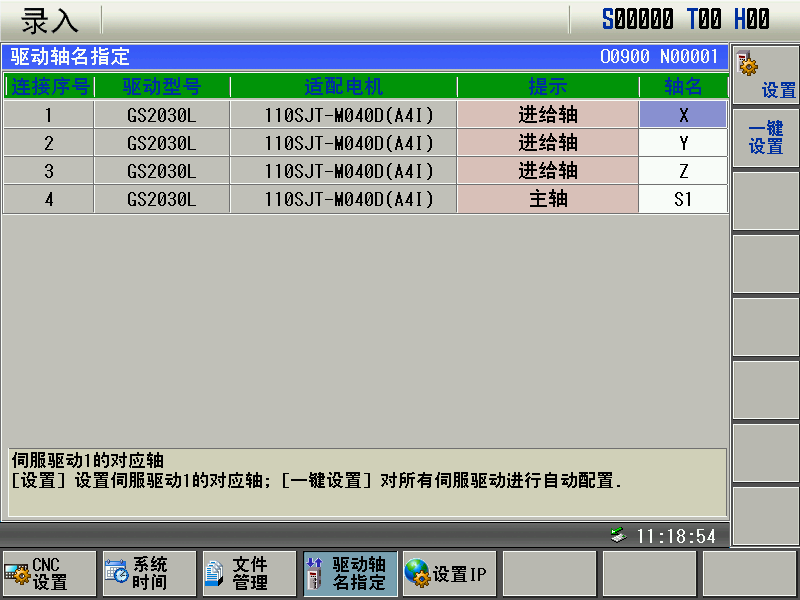 录入 S00000 T00 H00
驱动轴名指定 O0900 N00001
设置
连接序号 驱动型号 适配电机 提示 轴名
1 GS2030L 110SJT-M040D(A4I) 进给轴 X
一键
设置
2 GS2030L 110SJT-M040D(A4I) 进给轴 Y
3 GS2030L 110SJT-M040D(A4I) 进给轴 Z
4 GS2030L 110SJT-M040D(A4I) 主轴 S1
伺服驱动1的对应轴
[设置] 设置伺服驱动1的对应轴; [一键设置] 对所有伺服驱动进行自动配置.
11:18:54
CNC
设置
系统
时间
文件
管理
驱动轴
名指定
设置IP